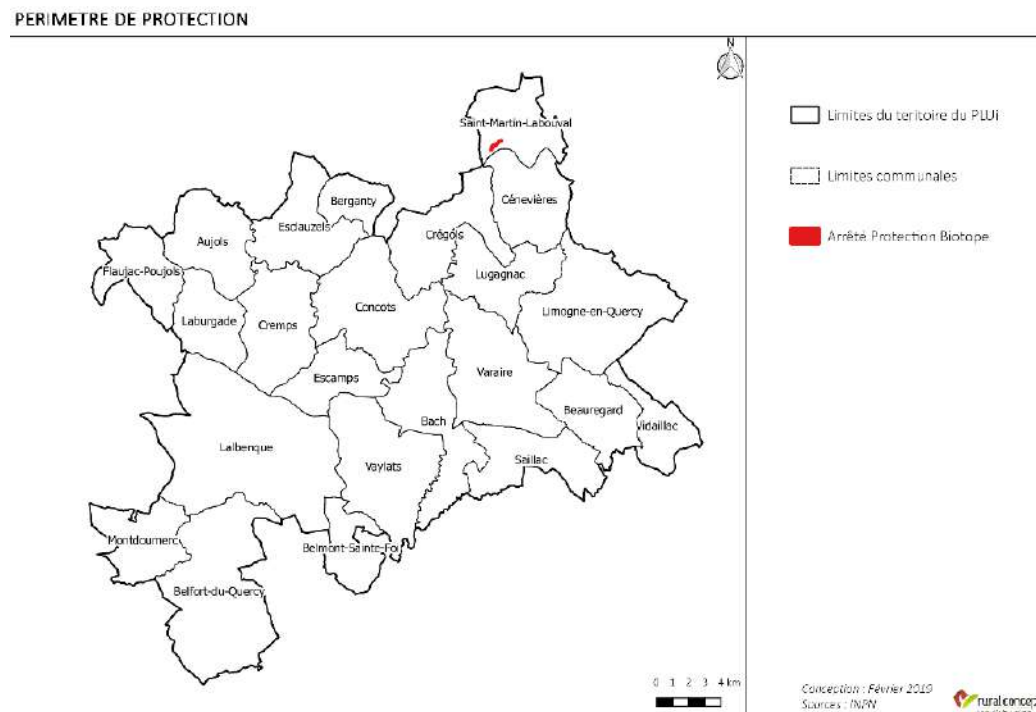 PERIMETRE DE PROTECTION
N
Saint-Martin-Labouval
Berganty
Cénevières
Esclauzels
Crégols
Aujols
Flaujac-Poujols
Lugagnac
Concots
Limogne-en-Quercy
Laburgade
Cremps
Escamps
Varaire
Beauregard
Bach
Vidaillac
Lalbenque
Saillac
Vaylats
Montdoumerc
Belmont-Sainte-Foi
Belfort-du-Quercy
0 1 2 3 4 km
Limites du teritoire du PLUi
Limites communales
Arrêté Protection Biotope
Conception : Février 2019
Sources : INPN
ruralconcept